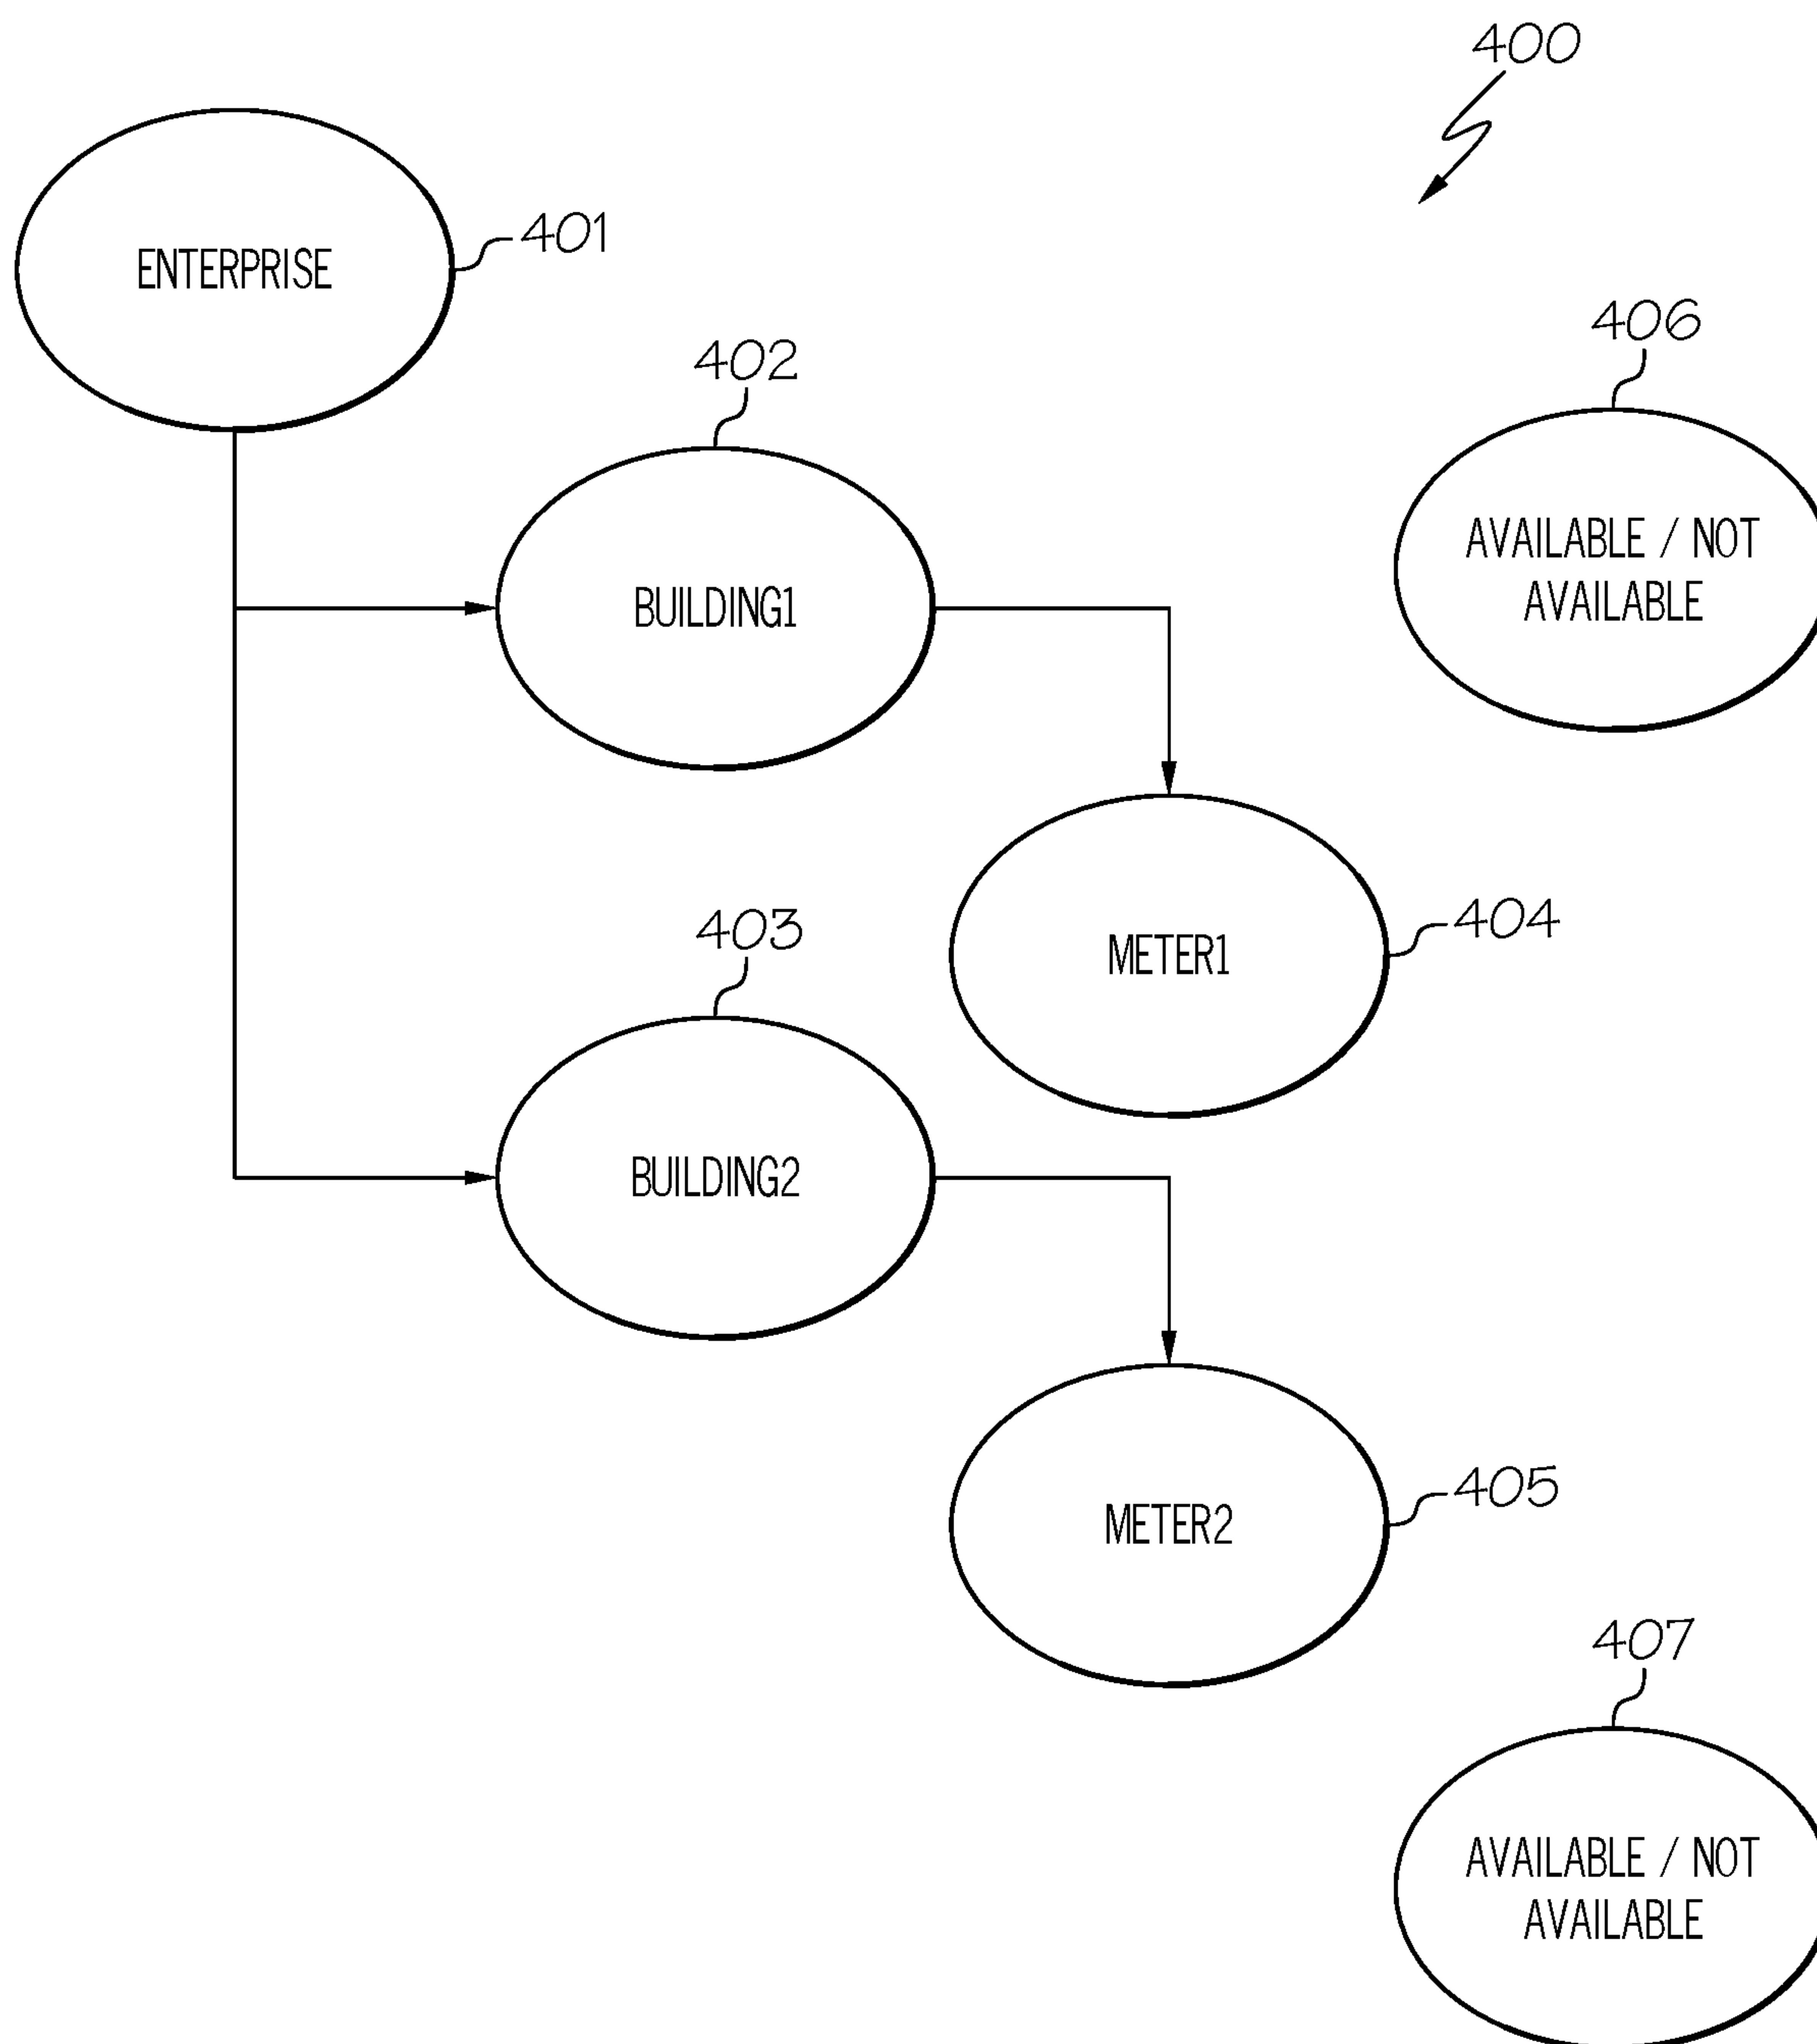 400
ENTERPRISE
401
406
402
AVAILABLE / NOT
AVAILABLE
BUILDING1
404
METER1
403
BUILDING2
405
METER2
407
AVAILABLE / NOT
AVAILABLE